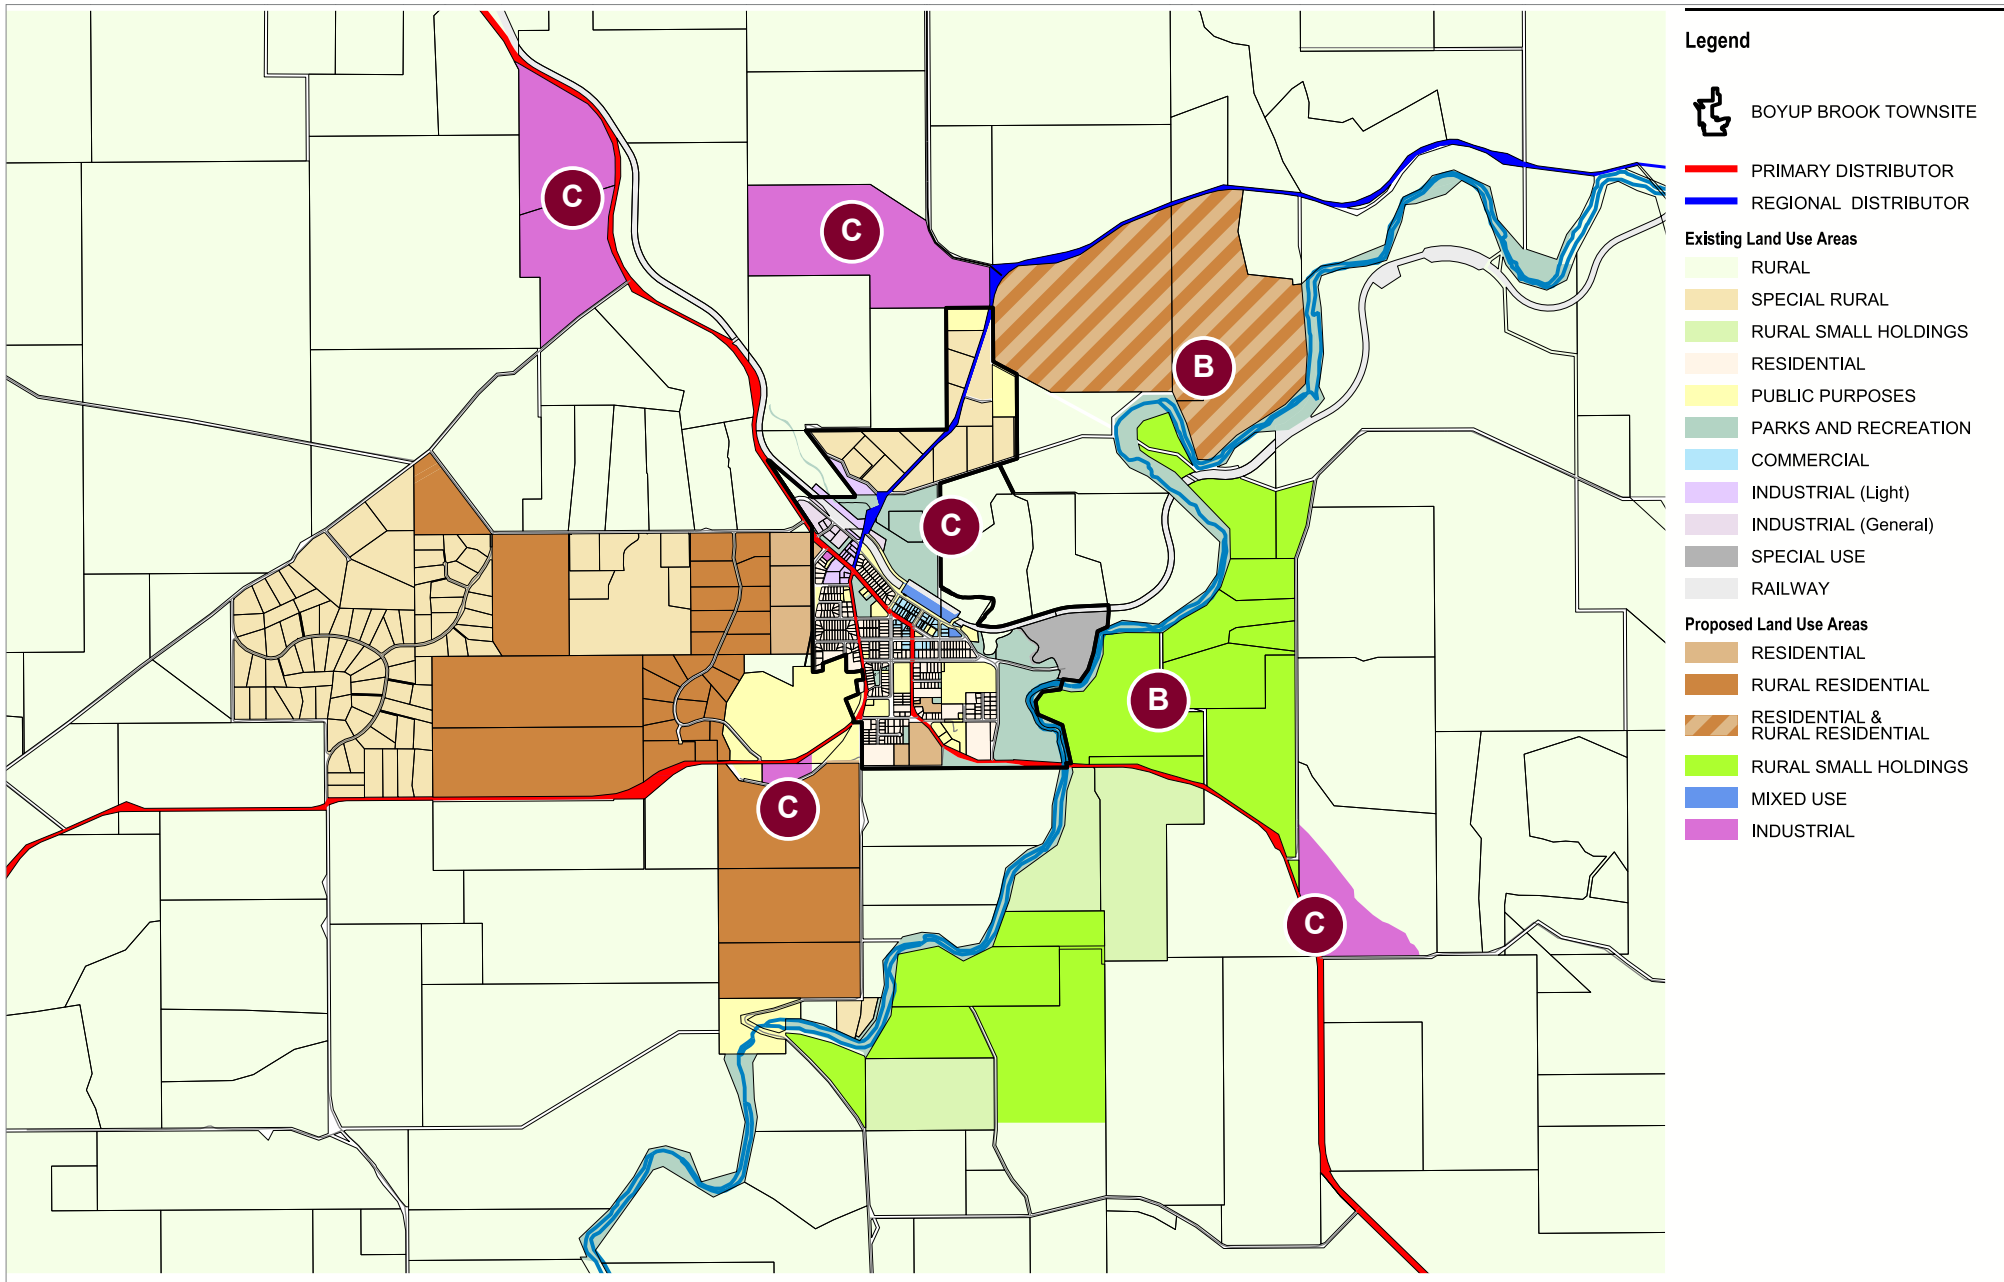 Legend
BOYUP BROOK TOWNSITE
PRIMARY DISTRIBUTOR
REGIONAL DISTRIBUTOR
Existing Land Use Areas
RURAL
SPECIAL RURAL
RURAL SMALL HOLDINGS
RESIDENTIAL
PUBLIC PURPOSES
PARKS AND RECREATION
COMMERCIAL
INDUSTRIAL (Light)
INDUSTRIAL (General)
SPECIAL USE
RAILWAY
Proposed Land Use Areas
RESIDENTIAL
RURAL RESIDENTIAL
RESIDENTIAL &
RURAL RESIDENTIAL
RURAL SMALL HOLDINGS
MIXED USE
INDUSTRIAL
C
C
B
C
B
C
C